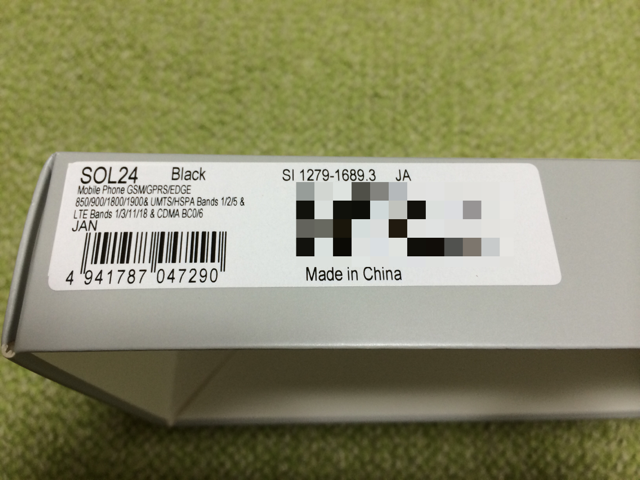 SOL24 Black SI 1279-1689.3 JA
Mobile Phone GSM/GPRS/EDGE
850/900/1800/1900& UMTS/HSPA Bands 1/2/5 &
LTE Bands 1/3/11/18 & CDMA BC0/6
JAN
4 941787 047290
Made in China